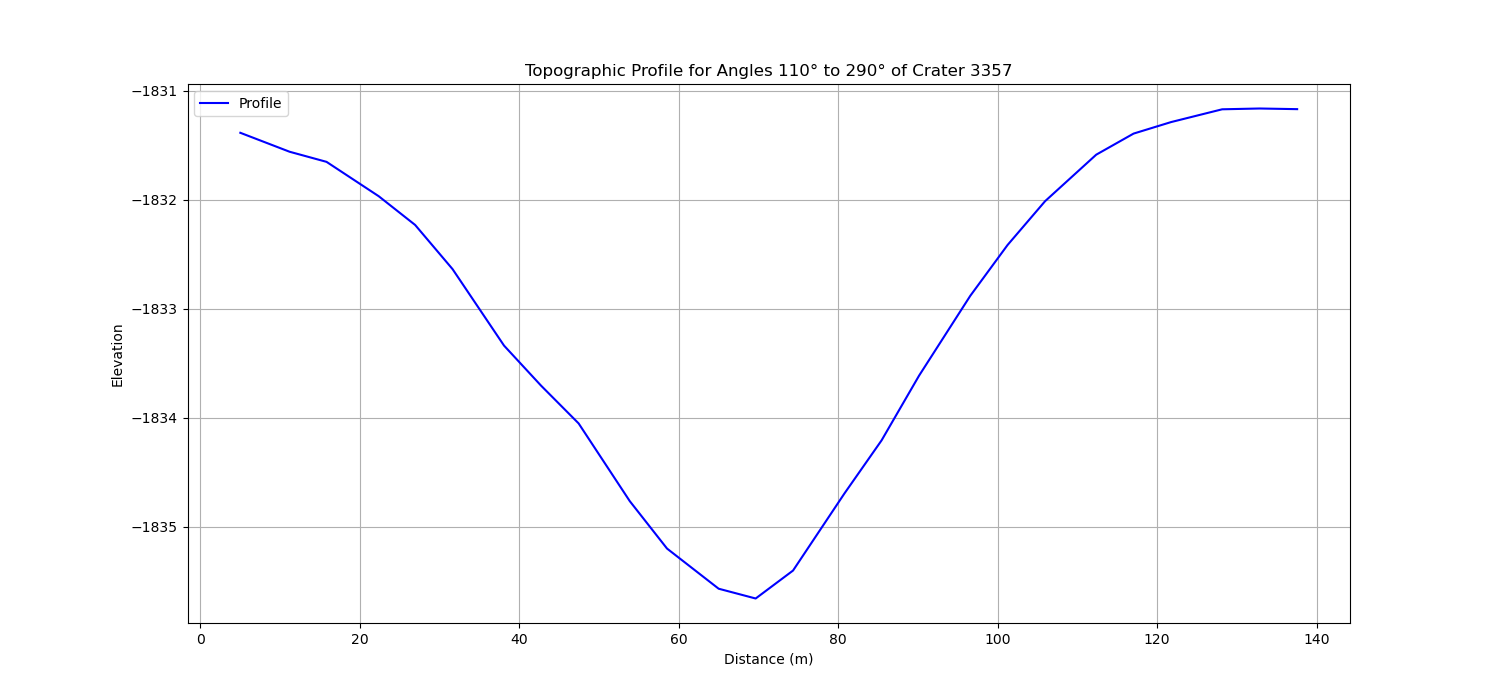 Topographic Profile for Angles 110° to 290° of Crater 3357
Profile
−1831
−1832
−1833
−1834
−1835
Elevation
0 20 40 60 80 100 120 140
Distance (m)